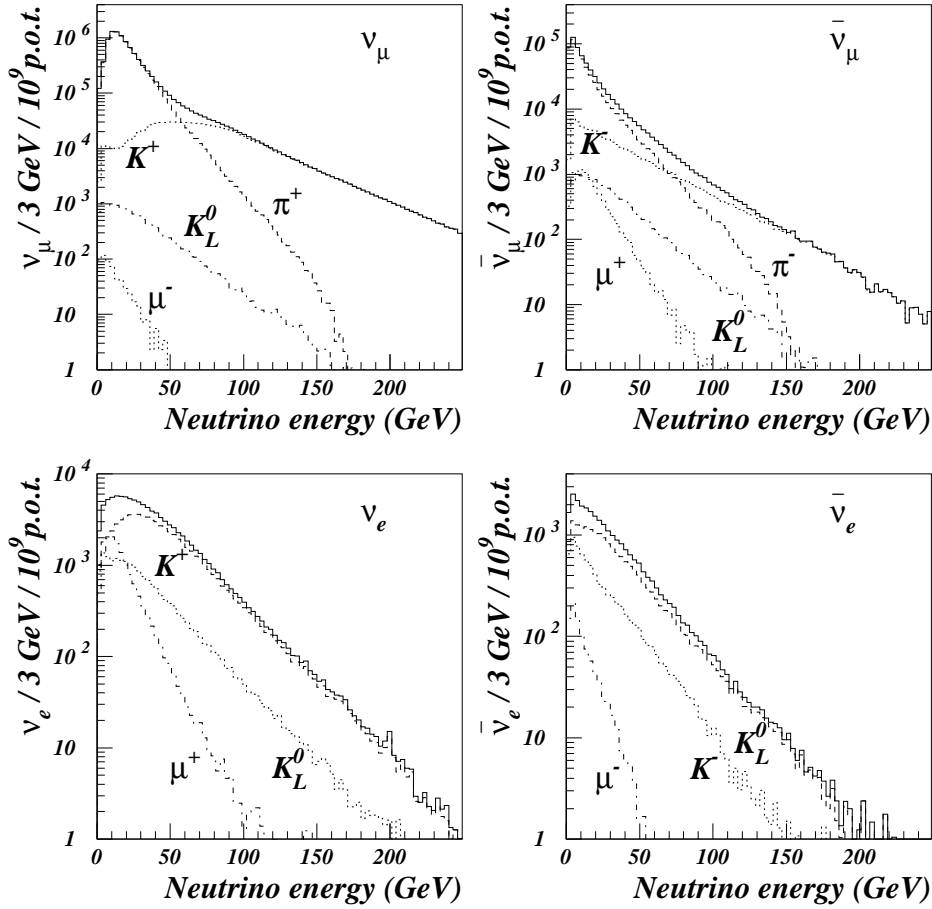 ν_μ / 3 GeV / 10^9 p.o.t.
10^6
10^5
10^4
10^3
10^2
10
1
ν_μ
K^+
π^+
K_L^0
μ^-
0 50 100 150 200
Neutrino energy (GeV)
ν̄_μ / 3 GeV / 10^9 p.o.t.
10^5
10^4
10^3
10^2
10
1
ν̄_μ
K^-
μ^+
π^-
K_L^0
0 50 100 150 200
Neutrino energy (GeV)
ν_e / 3 GeV / 10^9 p.o.t.
10^4
10^3
10^2
10
1
ν_e
K^+
μ^+
K_L^0
0 50 100 150 200
Neutrino energy (GeV)
ν̄_e / 3 GeV / 10^9 p.o.t.
10^3
10^2
10
1
ν̄_e
K_L^0
K^-
μ^-
0 50 100 150 200
Neutrino energy (GeV)